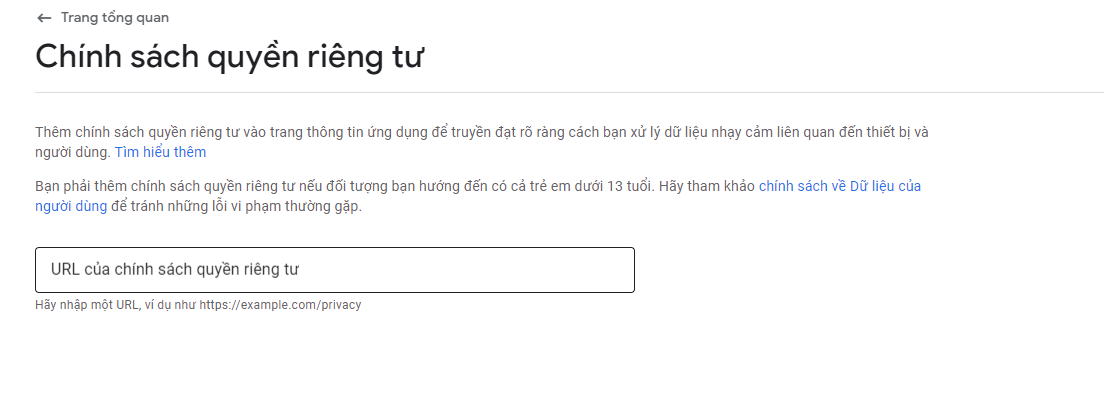 Trang tổng quan
Chính sách quyền riêng tư
Thêm chính sách quyền riêng tư vào trang thông tin ứng dụng để truyền đạt rõ ràng cách bạn xử lý dữ liệu nhạy cảm liên quan đến thiết bị và
người dùng. Tìm hiểu thêm
Bạn phải thêm chính sách quyền riêng tư nếu đối tượng bạn hướng đến có cả trẻ em dưới 13 tuổi. Hãy tham khảo chính sách về Dữ liệu của
người dùng để tránh những lỗi vi phạm thường gặp.
URL của chính sách quyền riêng tư
Hãy nhập một URL, ví dụ như https://example.com/privacy